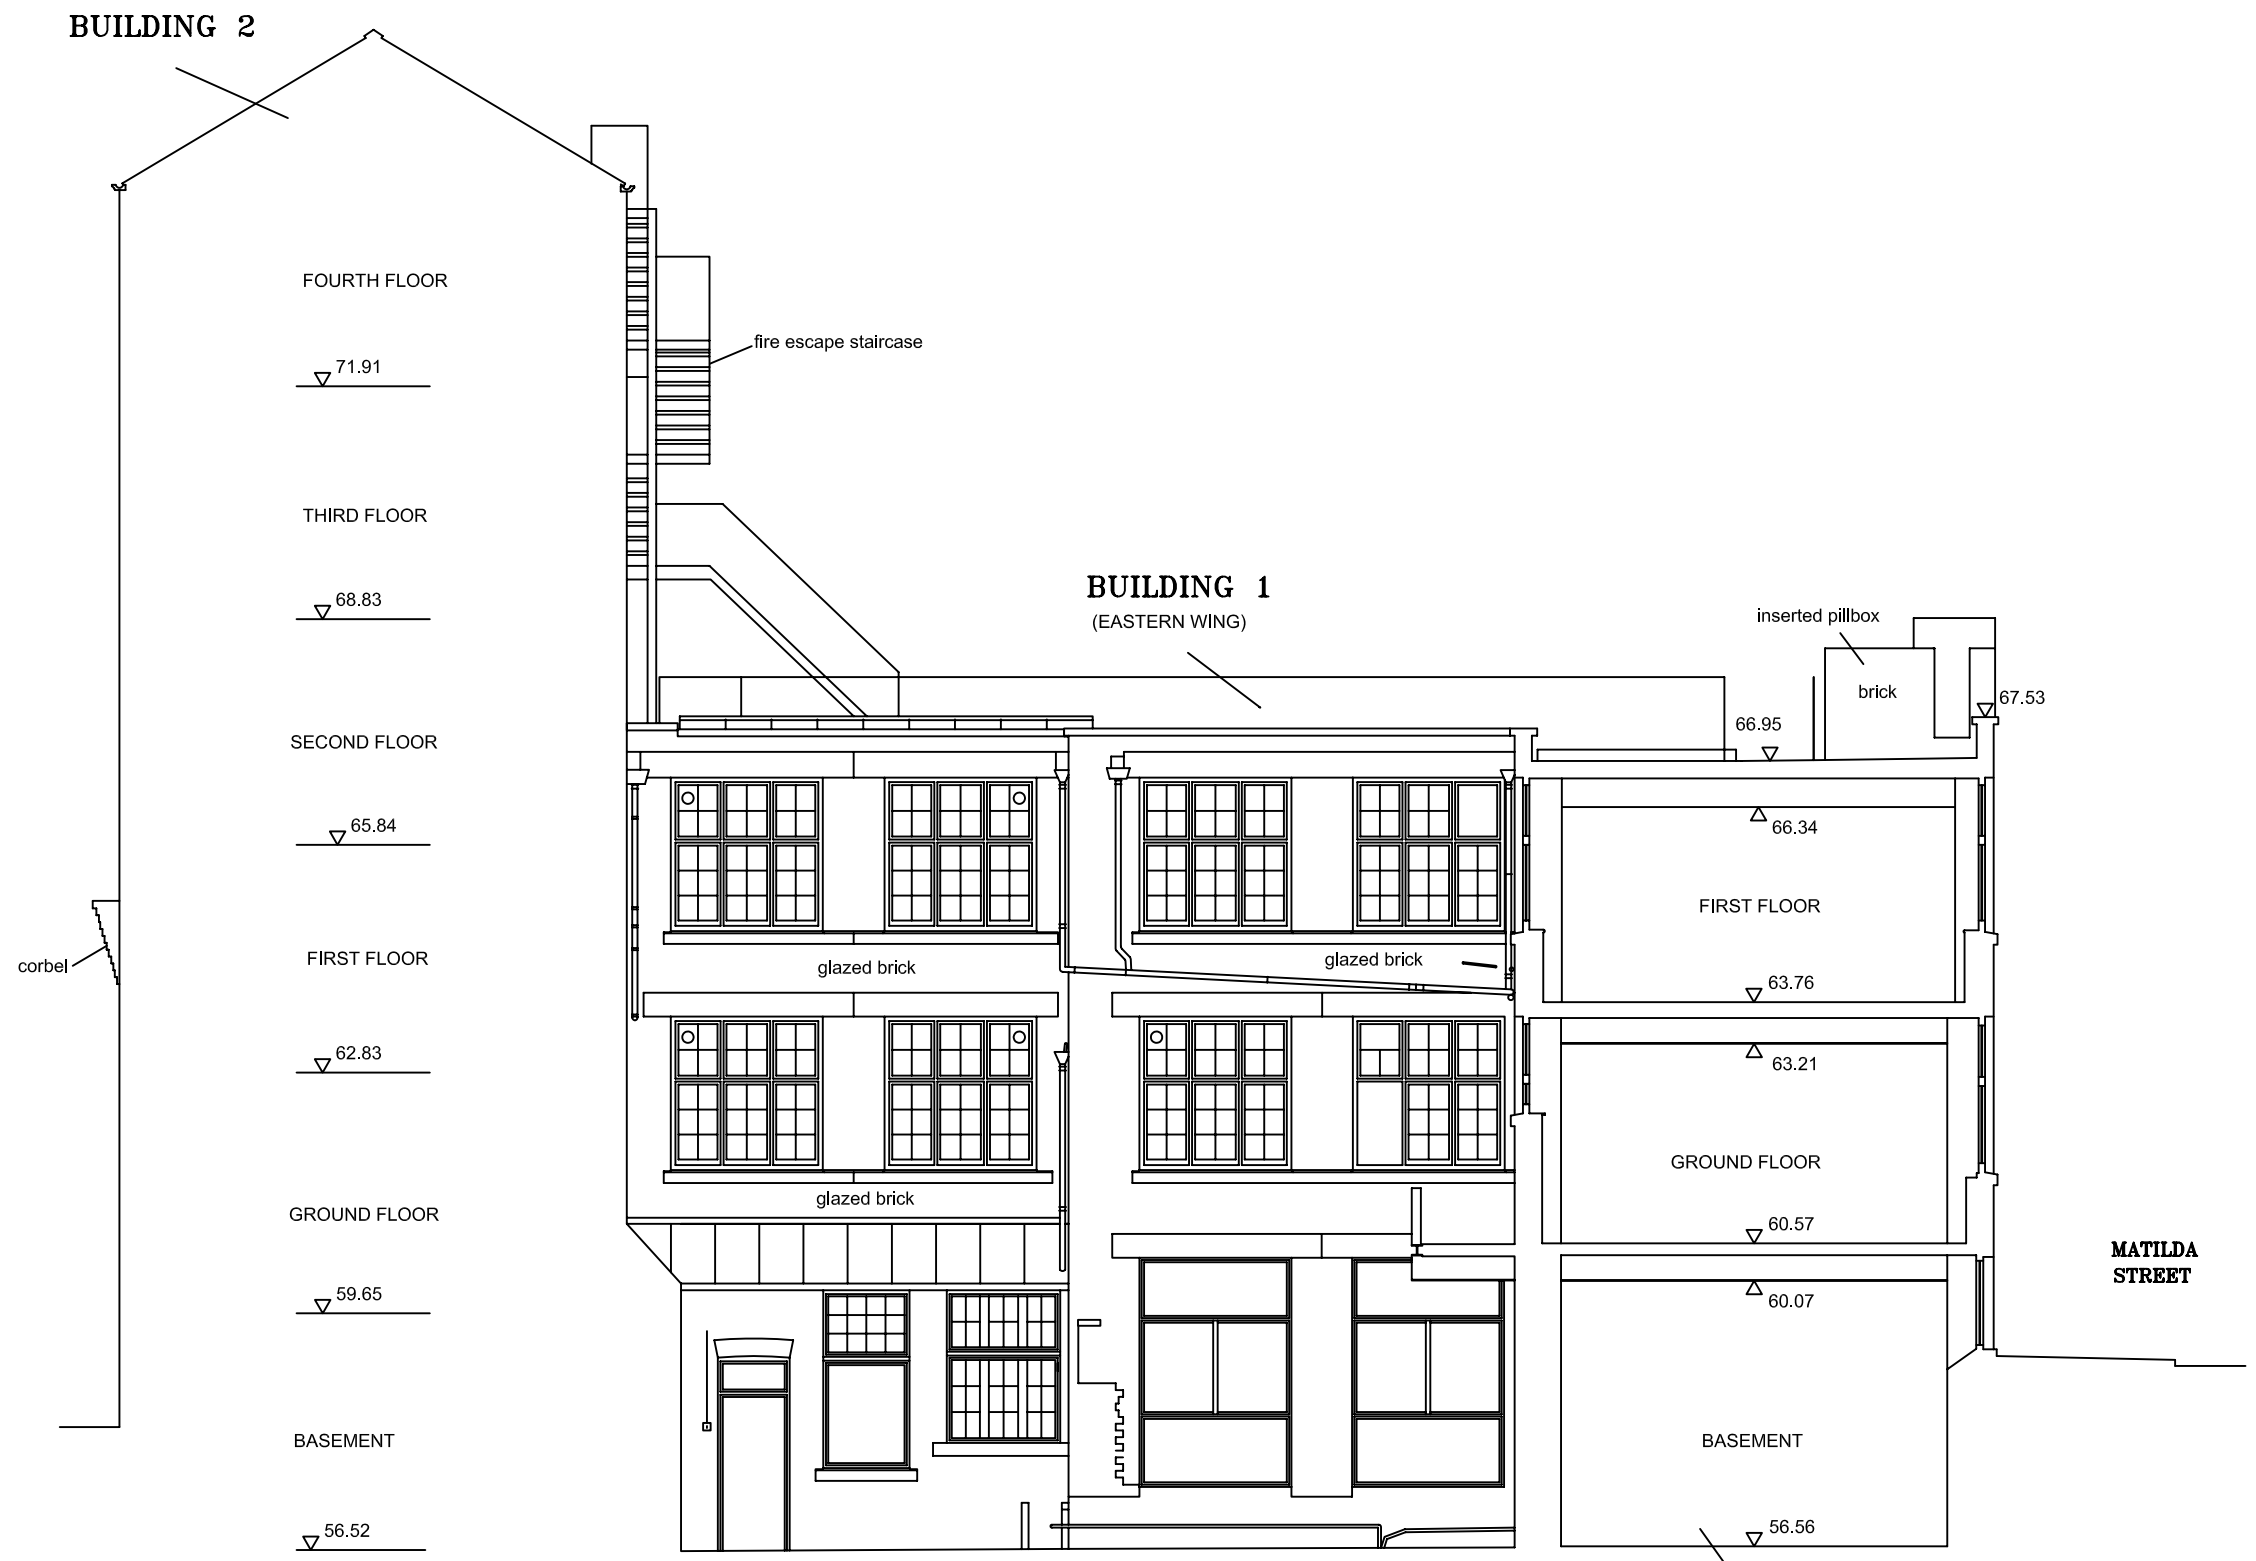 BUILDING 2
FOURTH FLOOR
fire escape staircase
71.91
THIRD FLOOR
BUILDING 1
68.83
inserted pillbox
(EASTERN WING)
brick
67.53
66.95
SECOND FLOOR
65.84
66.34
FIRST FLOOR
FIRST FLOOR
glazed brick
corbel
glazed brick
63.76
62.83
63.21
GROUND FLOOR
glazed brick
GROUND FLOOR
60.57
MATILDA
STREET
59.65
60.07
BASEMENT
BASEMENT
56.52
56.56